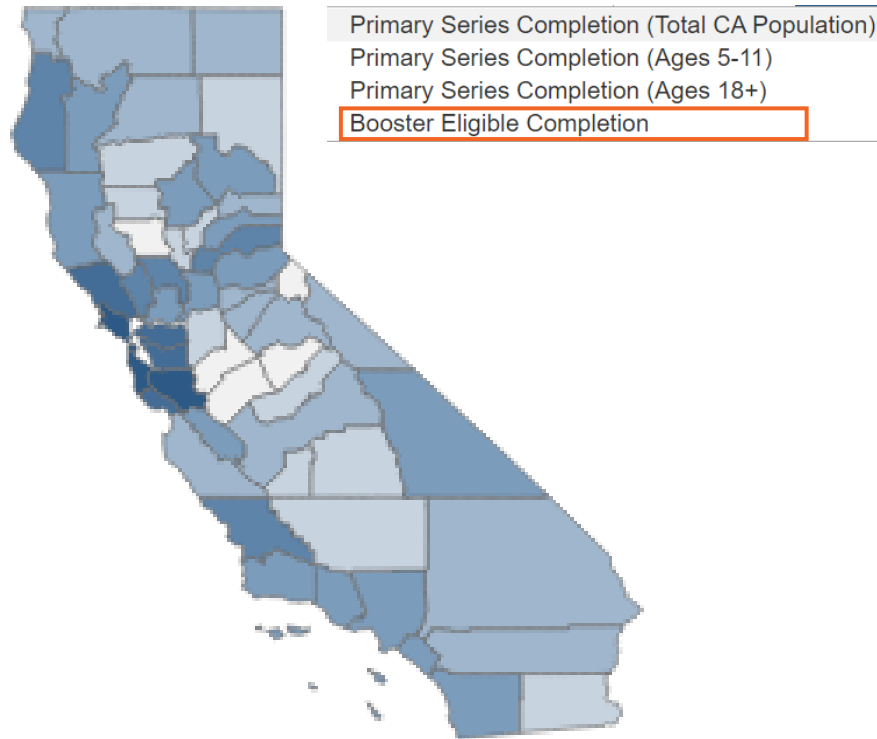 Primary Series Completion (Total CA Population)
Primary Series Completion (Ages 5-11)
Primary Series Completion (Ages 18+)
Booster Eligible Completion